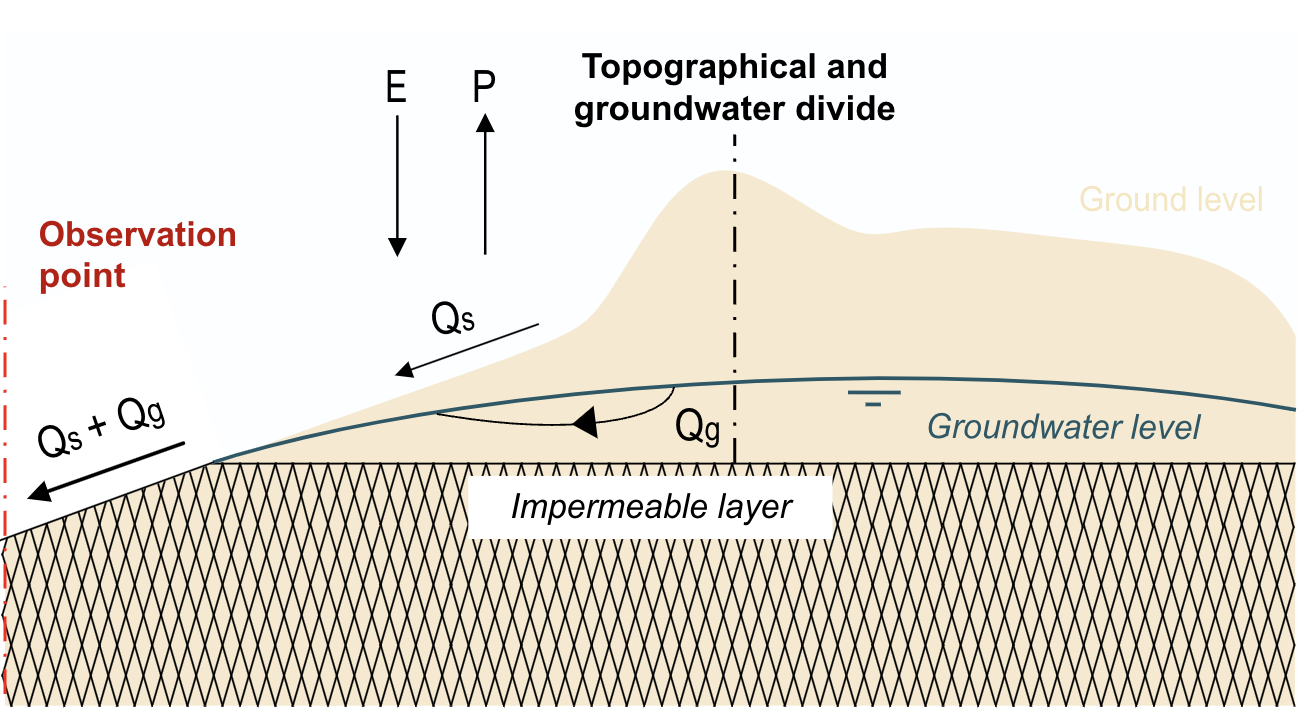 Topographical and
groundwater divide
E
P
Ground level
Observation
point
Qs
Qs + Qg
Qg
Groundwater level
Impermeable layer